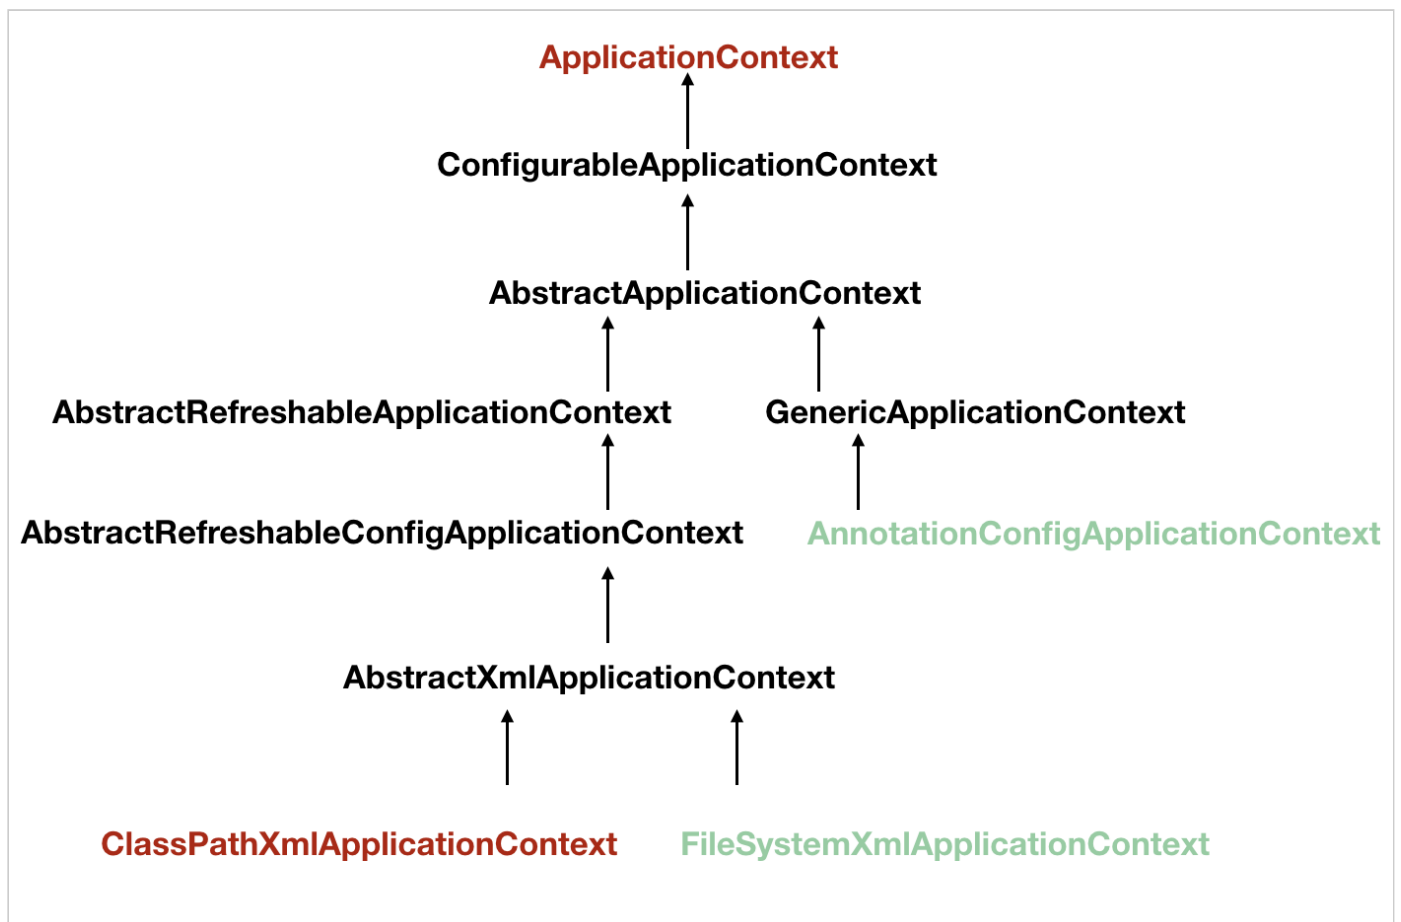 ApplicationContext
ConfigurableApplicationContext
AbstractApplicationContext
AbstractRefreshableApplicationContext
GenericApplicationContext
AbstractRefreshableConfigApplicationContext
AnnotationConfigApplicationContext
AbstractXmlApplicationContext
ClassPathXmlApplicationContext
FileSystemXmlApplicationContext